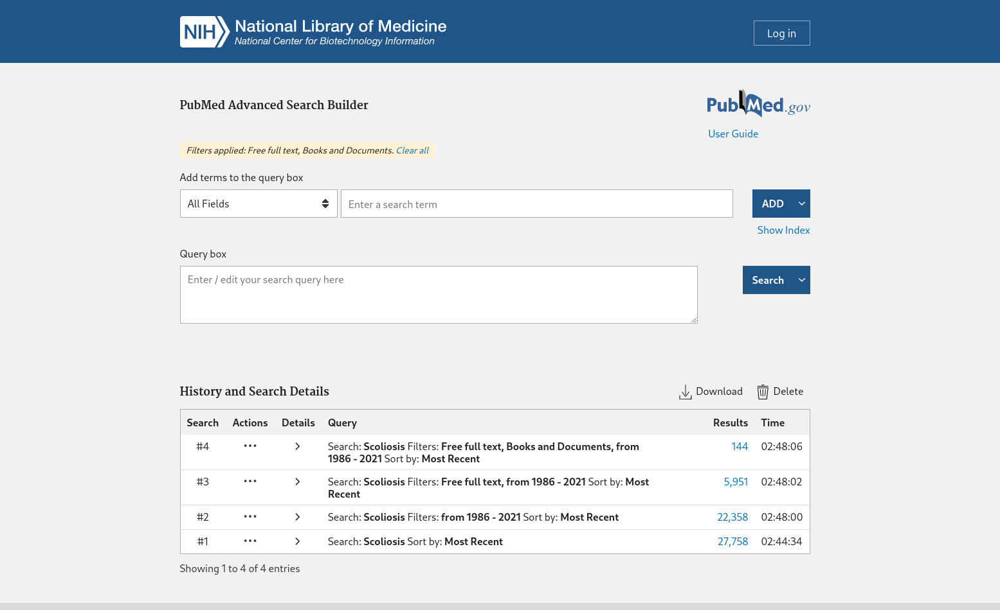 NIH National Library of Medicine
National Center for Biotechnology Information
Log in
PubMed Advanced Search Builder
PubMed.gov
User Guide
Filters applied: Free full text, Books and Documents. Clear all
Add terms to the query box
All Fields
Enter a search term
ADD
Show Index
Query box
Enter / edit your search query here
Search
History and Search Details
Download
Delete
Search Actions Details Query Results Time
#4 ••• Search: Scoliosis Filters: Free full text, Books and Documents, from 144 02:48:06
1986 - 2021 Sort by: Most Recent
#3 ••• Search: Scoliosis Filters: Free full text, from 1986 - 2021 Sort by: Most 5,951 02:48:02
Recent
#2 ••• Search: Scoliosis Filters: from 1986 - 2021 Sort by: Most Recent 22,358 02:48:00
#1 ••• Search: Scoliosis Sort by: Most Recent 27,758 02:44:34
Showing 1 to 4 of 4 entries